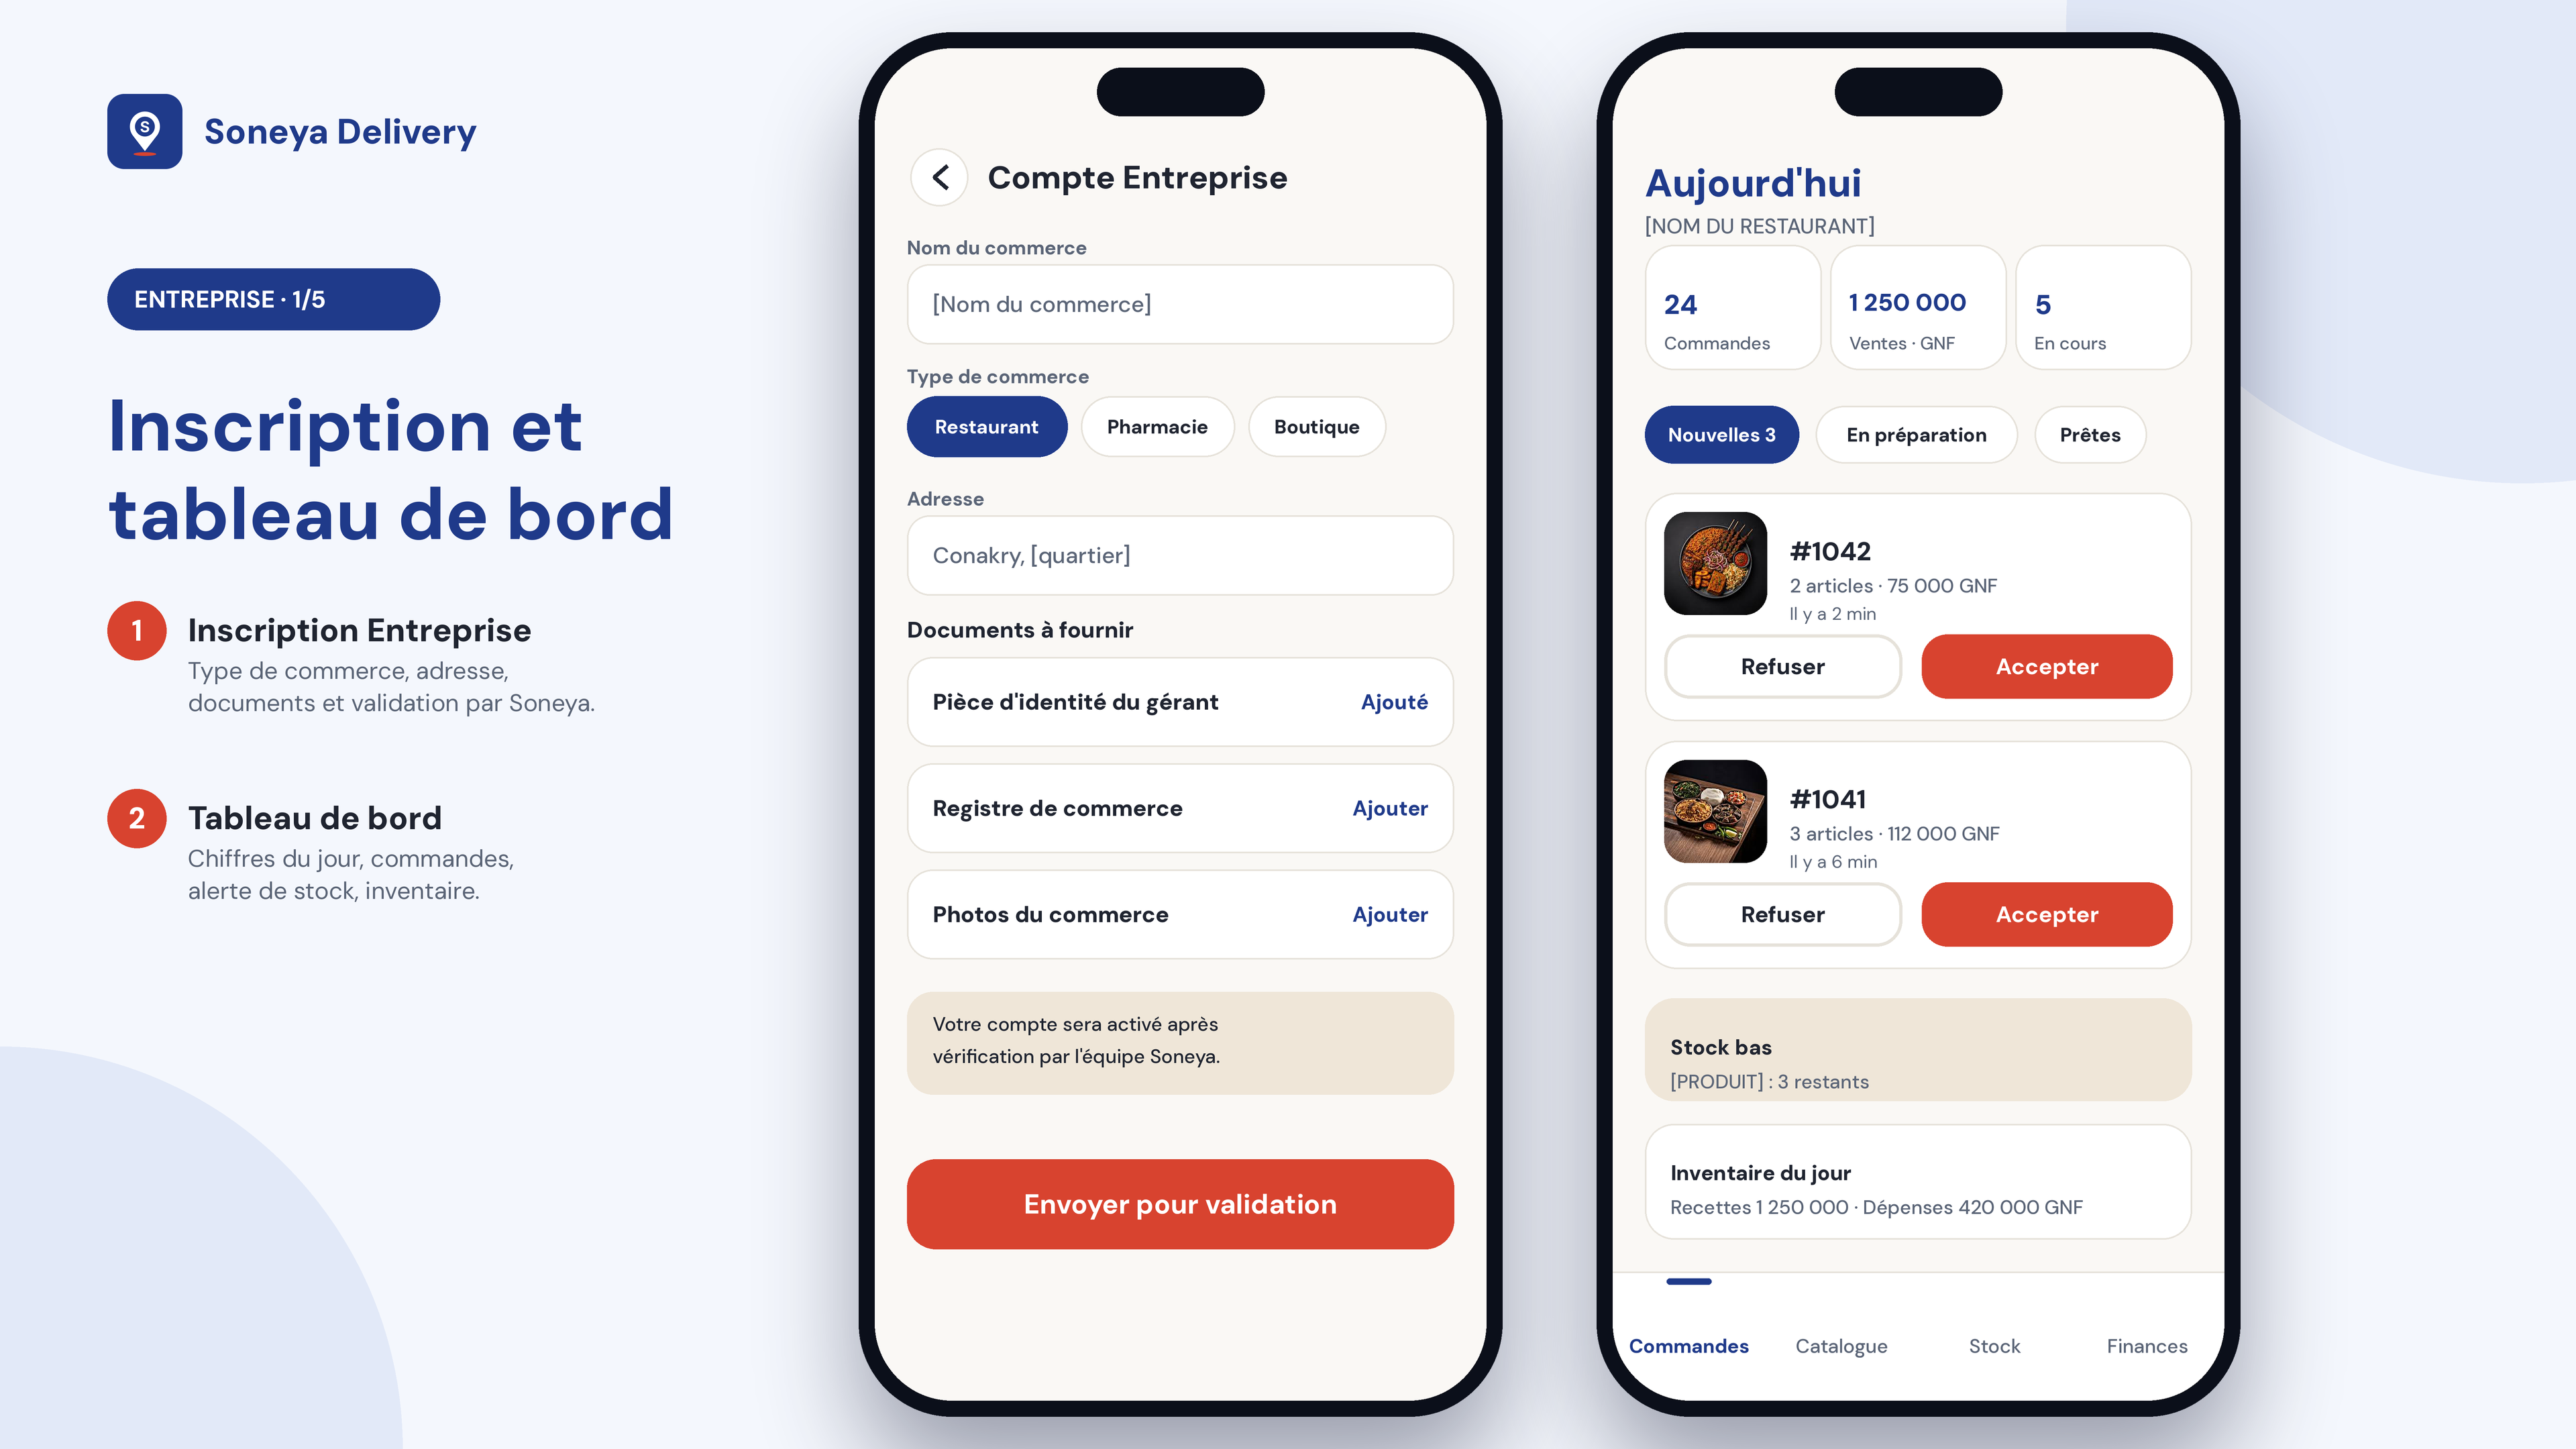 S
Soneya Delivery
ENTREPRISE · 1/5
Inscription et
tableau de bord
1
Inscription Entreprise
Type de commerce, adresse,
documents et validation par Soneya.
2
Tableau de bord
Chiffres du jour, commandes,
alerte de stock, inventaire.
Compte Entreprise
Nom du commerce
[Nom du commerce]
Type de commerce
Restaurant
Pharmacie
Boutique
Adresse
Conakry, [quartier]
Documents à fournir
Pièce d'identité du gérant
Ajouté
Registre de commerce
Ajouter
Photos du commerce
Ajouter
Votre compte sera activé après
vérification par l'équipe Soneya.
Envoyer pour validation
Aujourd'hui
[NOM DU RESTAURANT]
24
Commandes
1 250 000
Ventes · GNF
5
En cours
Nouvelles 3
En préparation
Prêtes
#1042
2 articles · 75 000 GNF
Il y a 2 min
Refuser
Accepter
#1041
3 articles · 112 000 GNF
Il y a 6 min
Refuser
Accepter
Stock bas
[PRODUIT] : 3 restants
Inventaire du jour
Recettes 1 250 000 · Dépenses 420 000 GNF
Commandes
Catalogue
Stock
Finances